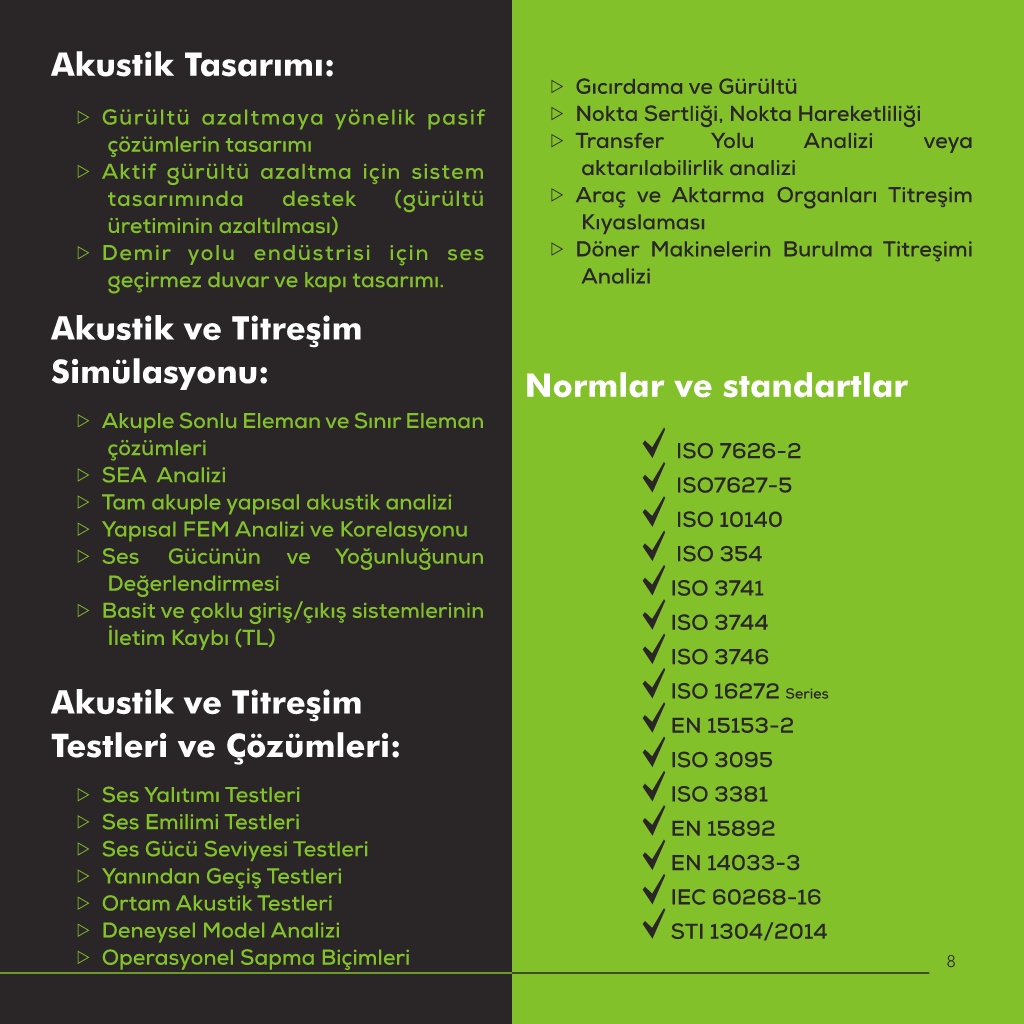 Akustik Tasarımı:
Gürültü azaltmaya yönelik pasif
çözümlerin tasarımı
Aktif gürültü azaltma için sistem
tasarımında destek (gürültü
üretiminin azaltılması)
Demir yolu endüstrisi için ses
geçirmez duvar ve kapı tasarımı.
Akustik ve Titreşim
Simülasyonu:
Akuple Sonlu Eleman ve Sınır Eleman
çözümleri
SEA Analizi
Tam akuple yapısal akustik analizi
Yapısal FEM Analizi ve Korelasyonu
Ses Gücünün ve Yoğunluğunun
Değerlendirmesi
Basit ve çoklu giriş/çıkış sistemlerinin
İletim Kaybı (TL)
Akustik ve Titreşim
Testleri ve Çözümleri:
Ses Yalıtımı Testleri
Ses Emilimi Testleri
Ses Gücü Seviyesi Testleri
Yanından Geçiş Testleri
Ortam Akustik Testleri
Deneysel Model Analizi
Operasyonel Sapma Biçimleri
Gıcırdama ve Gürültü
Nokta Sertliği, Nokta Hareketliliği
Transfer Yolu Analizi veya
aktarılabilirlik analizi
Araç ve Aktarma Organları Titreşim
Kıyaslaması
Döner Makinelerin Burulma Titreşimi
Analizi
Normlar ve standartlar
ISO 7626-2
ISO7627-5
ISO 10140
ISO 354
ISO 3741
ISO 3744
ISO 3746
ISO 16272 Series
EN 15153-2
ISO 3095
ISO 3381
EN 15892
EN 14033-3
IEC 60268-16
STI 1304/2014
8